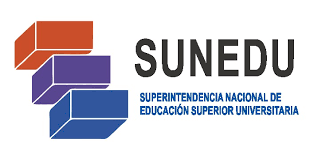 SUNEDU
SUPERINTENDENCIA NACIONAL DE
EDUCACIÓN SUPERIOR UNIVERSITARIA